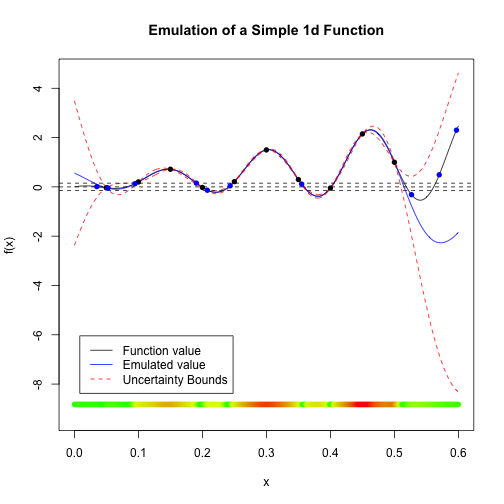 Emulation of a Simple 1d Function
f(x)
4
2
0
-2
-4
-6
-8
Function value
Emulated value
Uncertainty Bounds
0.0 0.1 0.2 0.3 0.4 0.5 0.6
x